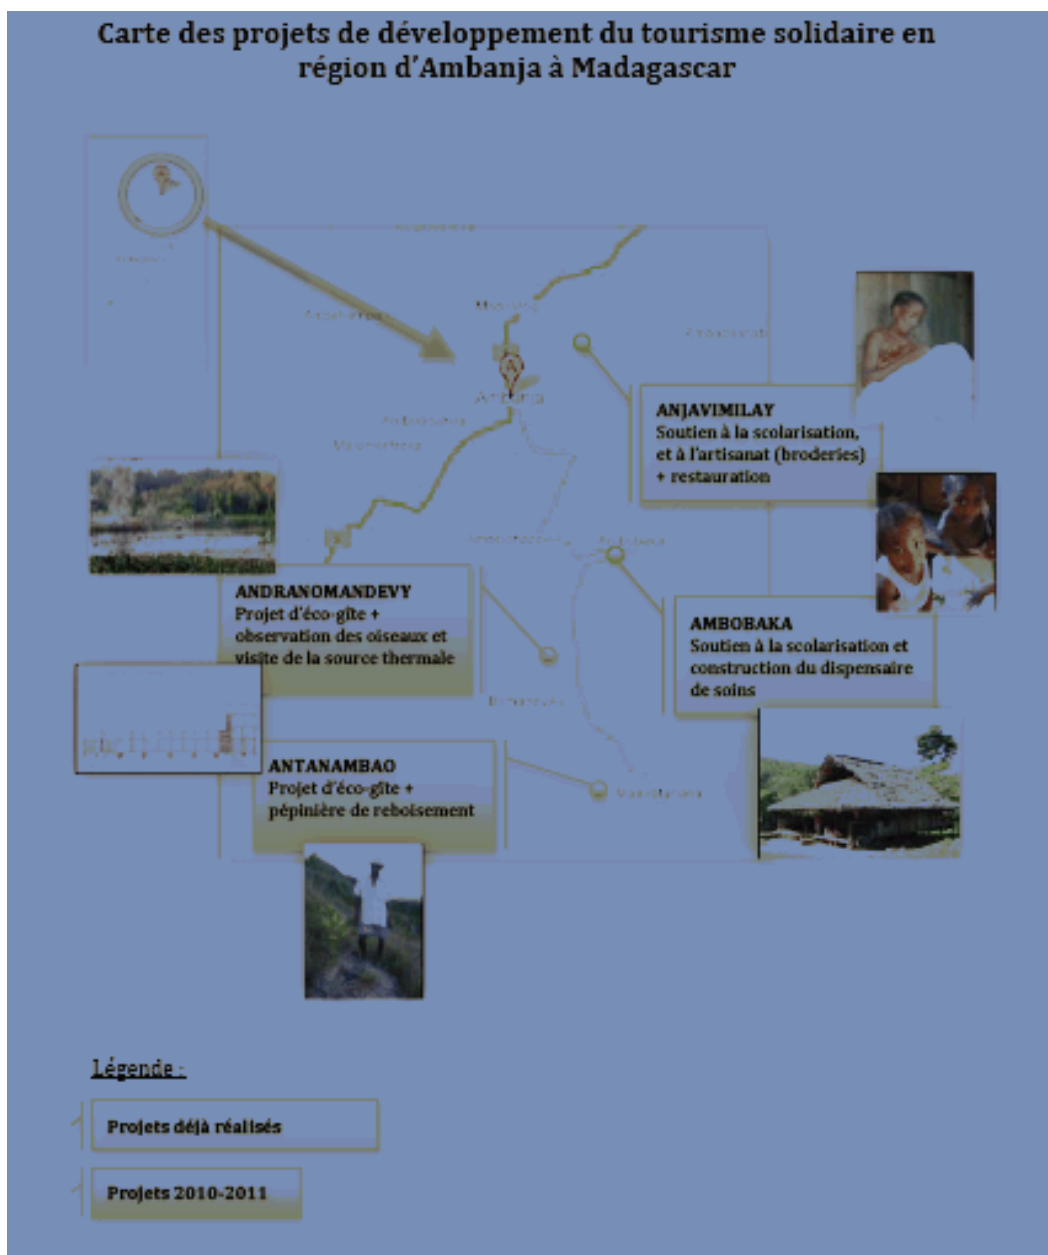 Carte des projets de développement du tourisme solidaire en
région d'Ambanja à Madagascar
Ambanja
ANJAVIMILAY
Soutien à la scolarisation,
et à l'artisanat (broderies)
+ restauration
ANDRANOMANDEVY
Projet d'éco-gîte +
observation des oiseaux et
visite de la source thermale
AMBOBAKA
Soutien à la scolarisation et
construction du dispensaire
de soins
ANTANAMBAO
Projet d'éco-gîte +
pépinière de reboisement
Légende :
Projets déjà réalisés
Projets 2010-2011